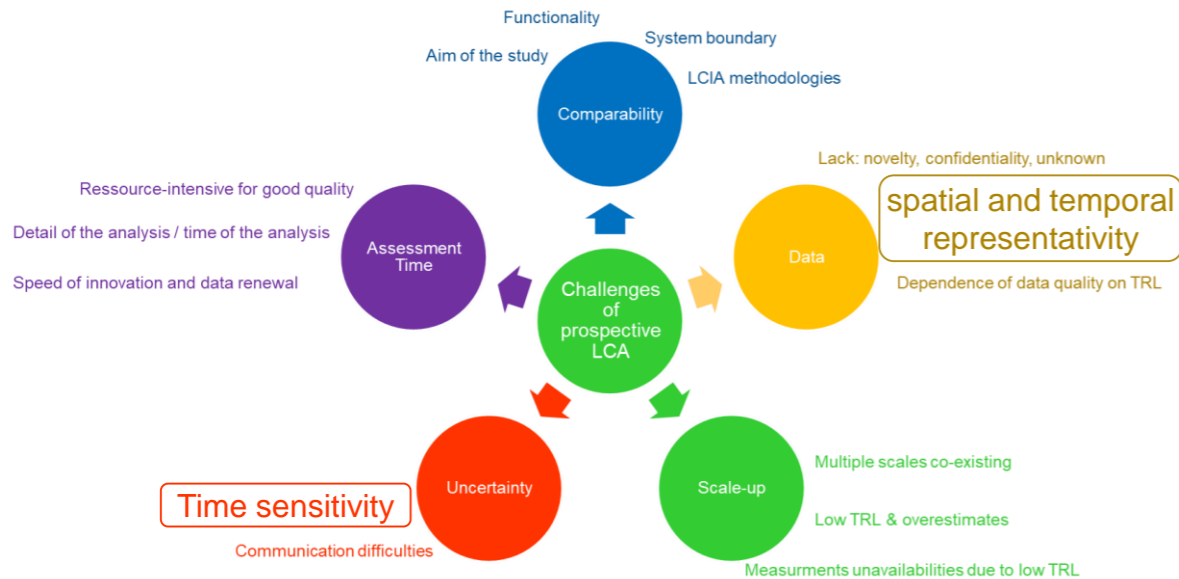 Functionality
System boundary
Aim of the study
LCIA methodologies
Comparability
Lack: novelty, confidentiality, unknown
Ressource-intensive for good quality
spatial and temporal
representativity
Detail of the analysis / time of the analysis
Assessment
Time
Data
Speed of innovation and data renewal
Dependence of data quality on TRL
Challenges
of
prospective
LCA
Multiple scales co-existing
Uncertainty
Scale-up
Time sensitivity
Low TRL & overestimates
Communication difficulties
Measurments unavailabilities due to low TRL